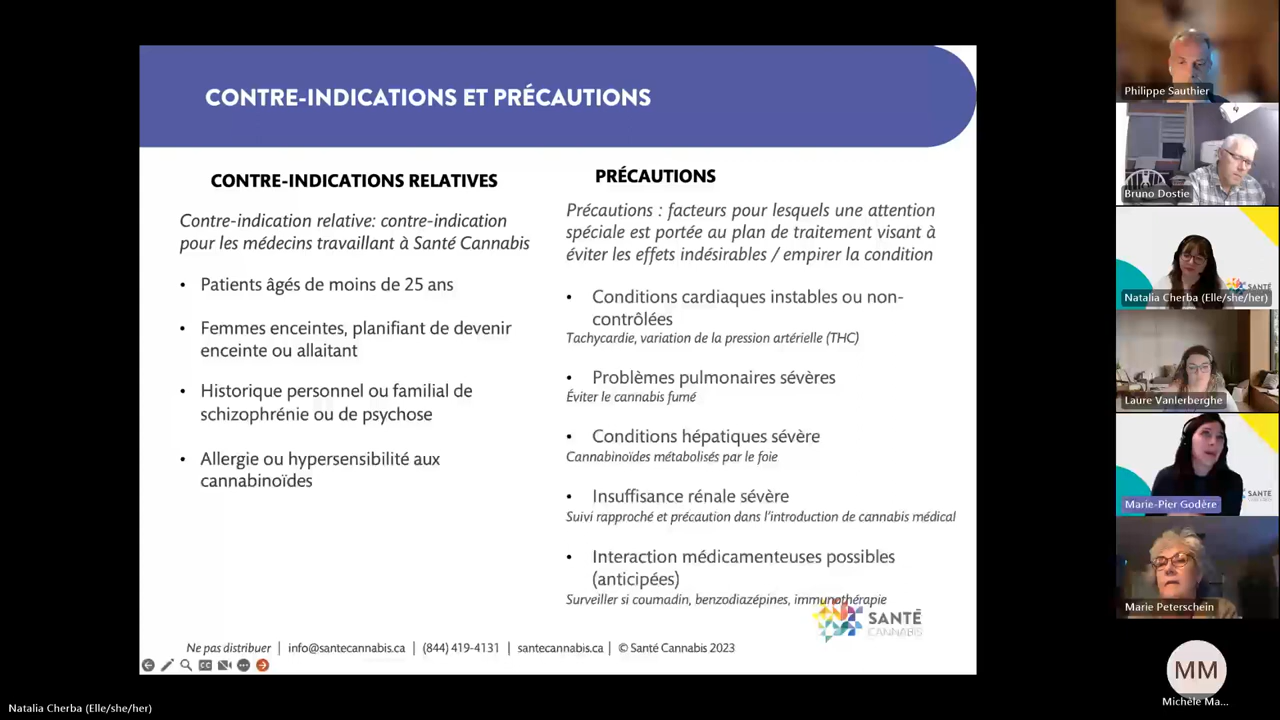 CONTRE-INDICATIONS ET PRÉCAUTIONS
CONTRE-INDICATIONS RELATIVES
Contre-indication relative: contre-indication
pour les médecins travaillant à Santé Cannabis
• Patients âgés de moins de 25 ans
• Femmes enceintes, planifiant de devenir
enceinte ou allaitant
• Historique personnel ou familial de
schizophrénie ou de psychose
• Allergie ou hypersensibilité aux
cannabinoïdes
PRÉCAUTIONS
Précautions : facteurs pour lesquels une attention
spéciale est portée au plan de traitement visant à
éviter les effets indésirables / empirer la condition
• Conditions cardiaques instables ou non-
contrôlées
Tachycardie, variation de la pression artérielle (THC)
• Problèmes pulmonaires sévères
Éviter le cannabis fumé
• Conditions hépatiques sévère
Cannabinoïdes métabolisés par le foie
• Insuffisance rénale sévère
Suivi rapproché et précaution dans l'introduction de cannabis médical
• Interaction médicamenteuses possibles
(anticipées)
Surveiller si coumadin, benzodiazépines, immunothérapie
SANTÉ
CANNABIS
Ne pas distribuer | info@santecannabis.ca | (844) 419-4131 | santecannabis.ca | © Santé Cannabis 2023
Natalia Cherba (Elle/she/her)
Philippe Sauthier
Bruno Dostie
SANTÉ
Natalia Cherba (Elle/she/her)
Laure Vanlerberghe
SANTÉ
Marie-Pier Godère
Marie Peterschein
MM
Michèle Ma...